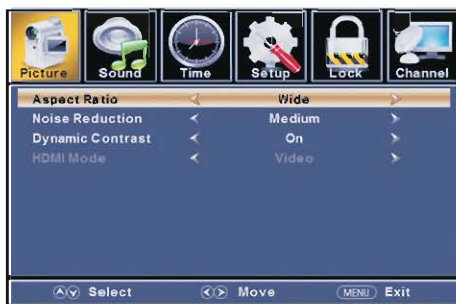 Picture Sound Time Setup Lock Channel
Aspect Ratio Wide
Noise Reduction Medium
Dynamic Contrast On
HDMI Mode Video
Select Move MENU Exit